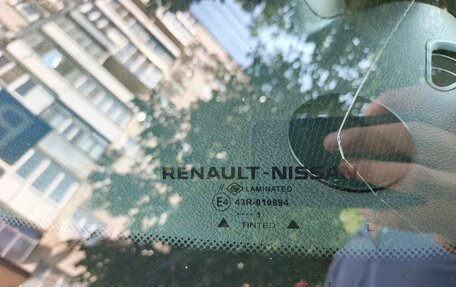 RENAULT-NISSAN
LAMINATED
E4 43R-010894
.... 1
TINTED